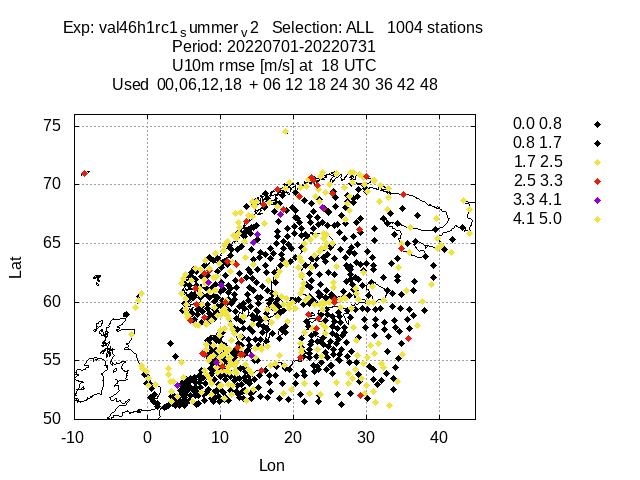 Exp: val46h1rc1summerv2 Selection: ALL 1004 stations
Period: 20220701-20220731
U10m rmse [m/s] at 18 UTC
Used 00,06,12,18 + 06 12 18 24 30 36 42 48
0.0 0.8
0.8 1.7
1.7 2.5
2.5 3.3
3.3 4.1
4.1 5.0
75
70
65
60
55
50
Lat
-10 0 10 20 30 40
Lon